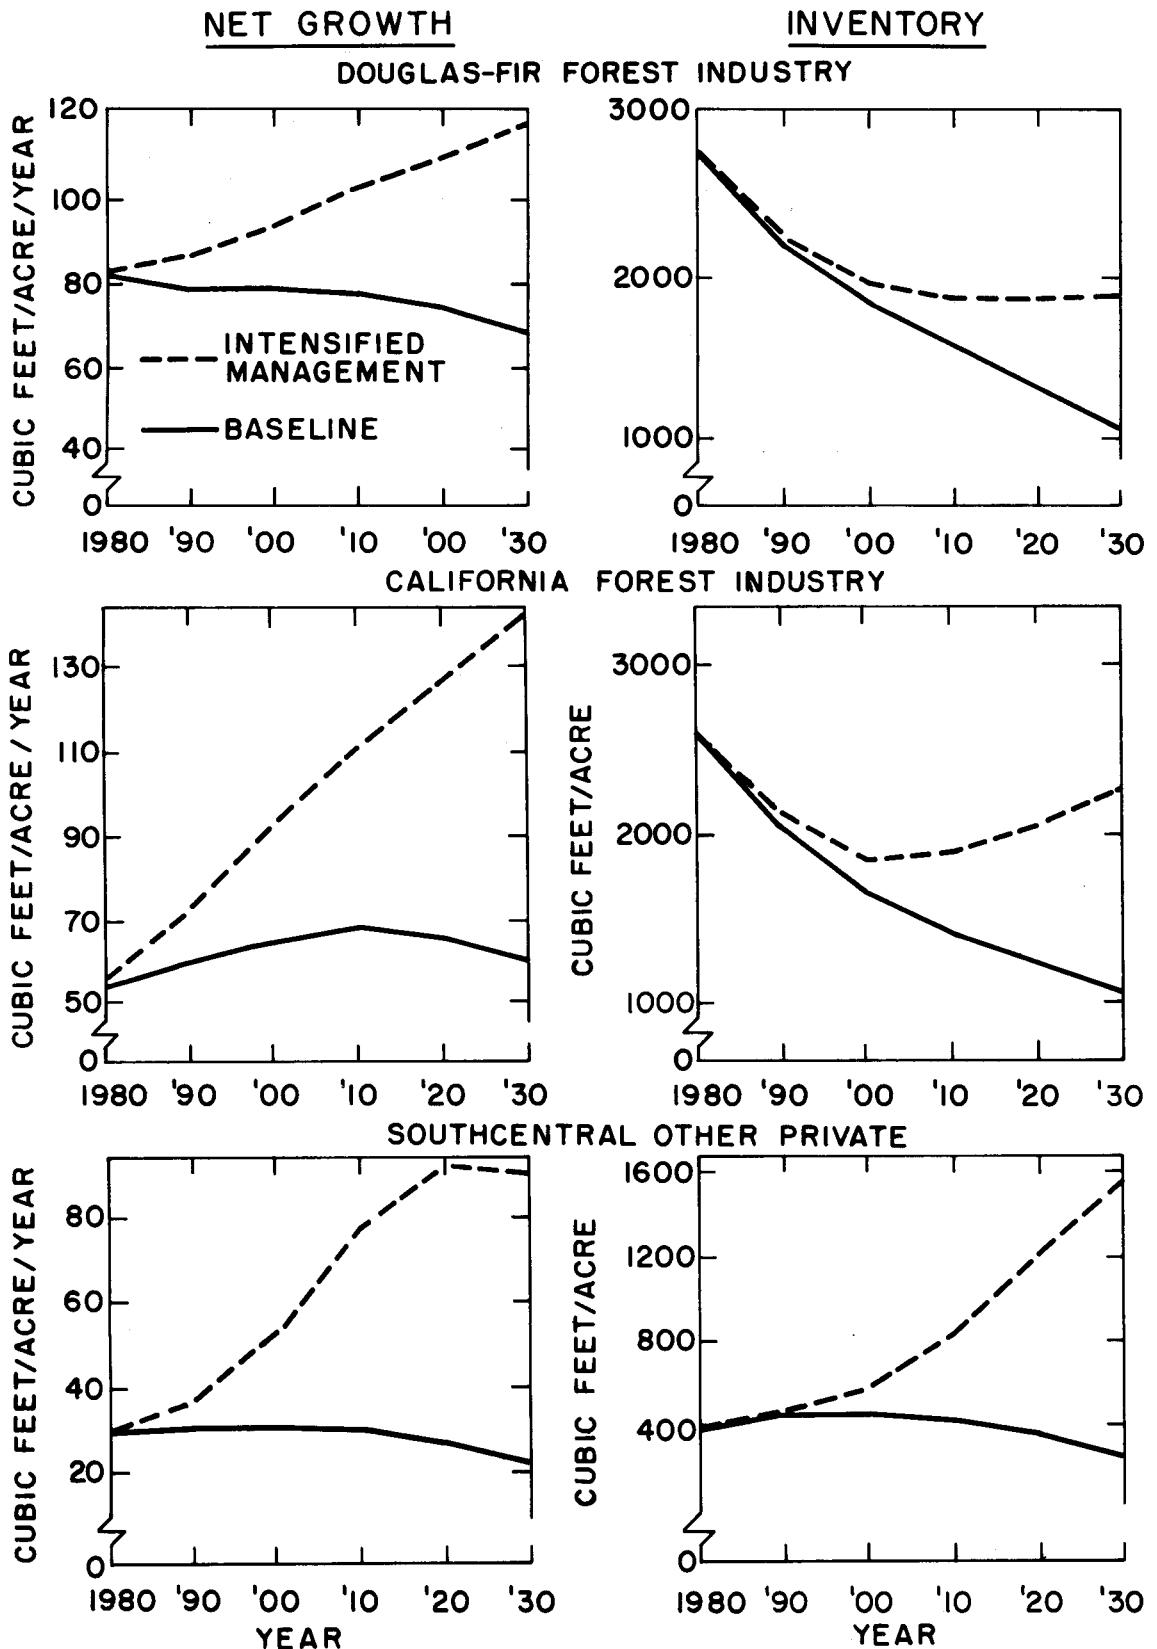 NET GROWTH
INVENTORY
DOUGLAS-FIR FOREST INDUSTRY
CUBIC FEET/ACRE/YEAR
120
100
80
60
40
0
INTENSIFIED
MANAGEMENT
BASELINE
1980 '90 '00 '10 '00 '30
3000
2000
1000
0
1980 '90 '00 '10 '20 '30
CALIFORNIA FOREST INDUSTRY
CUBIC FEET/ACRE/YEAR
130
110
90
70
50
0
1980 '90 '00 '10 '20 '30
CUBIC FEET/ACRE
3000
2000
1000
0
1980 '90 '00 '10 '20 '30
SOUTHCENTRAL OTHER PRIVATE
CUBIC FEET/ACRE/YEAR
80
60
40
20
0
1980 '90 '00 '10 '20 '30
YEAR
CUBIC FEET/ACRE
1600
1200
800
400
0
1980 '90 '00 '10 '20 '30
YEAR